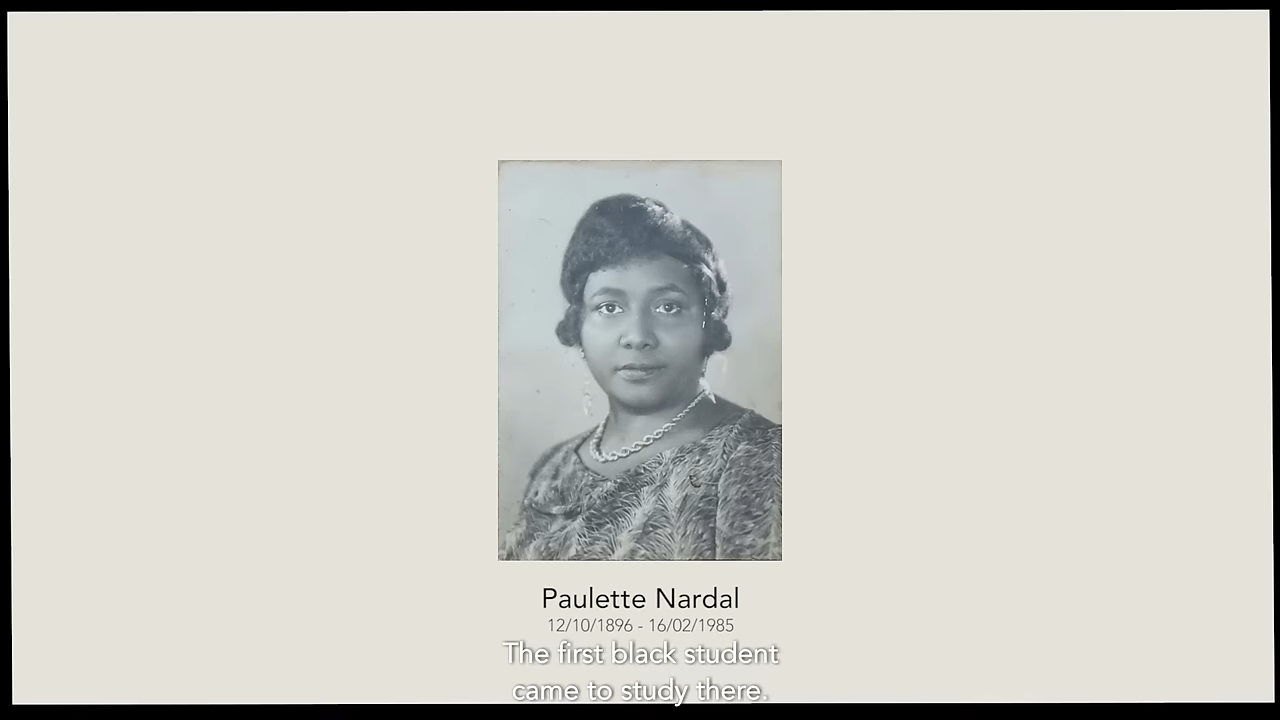 Paulette Nardal
12/10/1896 - 16/02/1985
The first black student
came to study there.